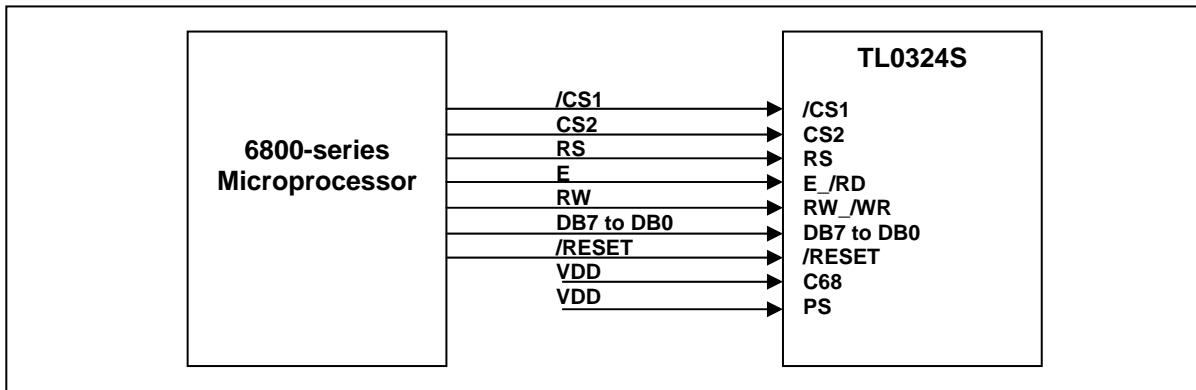 6800-series
Microprocessor
/CS1
CS2
RS
E
RW
DB7 to DB0
/RESET
VDD
VDD
TL0324S
/CS1
CS2
RS
E_/RD
RW_/WR
DB7 to DB0
/RESET
C68
PS